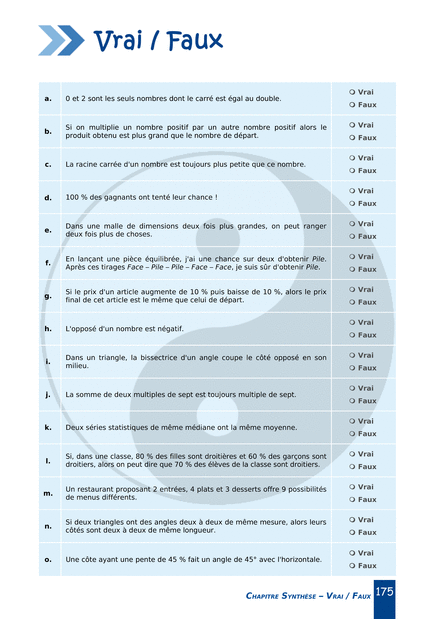 Vrai / Faux
a. 0 et 2 sont les seuls nombres dont le carré est égal au double.
❍ Vrai
❍ Faux
b. Si on multiplie un nombre positif par un autre nombre positif alors le
produit obtenu est plus grand que le nombre de départ.
❍ Vrai
❍ Faux
c. La racine carrée d'un nombre est toujours plus petite que ce nombre.
❍ Vrai
❍ Faux
d. 100 % des gagnants ont tenté leur chance !
❍ Vrai
❍ Faux
e. Dans une malle de dimensions deux fois plus grandes, on peut ranger
deux fois plus de choses.
❍ Vrai
❍ Faux
f. En lançant une pièce équilibrée, j'ai une chance sur deux d'obtenir Pile.
Après ces tirages Face – Pile – Pile – Face – Face, je suis sûr d'obtenir Pile.
❍ Vrai
❍ Faux
g. Si le prix d'un article augmente de 10 % puis baisse de 10 %, alors le prix
final de cet article est le même que celui de départ.
❍ Vrai
❍ Faux
h. L'opposé d'un nombre est négatif.
❍ Vrai
❍ Faux
i. Dans un triangle, la bissectrice d'un angle coupe le côté opposé en son
milieu.
❍ Vrai
❍ Faux
j. La somme de deux multiples de sept est toujours multiple de sept.
❍ Vrai
❍ Faux
k. Deux séries statistiques de même médiane ont la même moyenne.
❍ Vrai
❍ Faux
l. Si, dans une classe, 80 % des filles sont droitières et 60 % des garçons sont
droitiers, alors on peut dire que 70 % des élèves de la classe sont droitiers.
❍ Vrai
❍ Faux
m. Un restaurant proposant 2 entrées, 4 plats et 3 desserts offre 9 possibilités
de menus différents.
❍ Vrai
❍ Faux
n. Si deux triangles ont des angles deux à deux de même mesure, alors leurs
côtés sont deux à deux de même longueur.
❍ Vrai
❍ Faux
o. Une côte ayant une pente de 45 % fait un angle de 45° avec l'horizontale.
❍ Vrai
❍ Faux
Chapitre Synthèse – Vrai / Faux 175